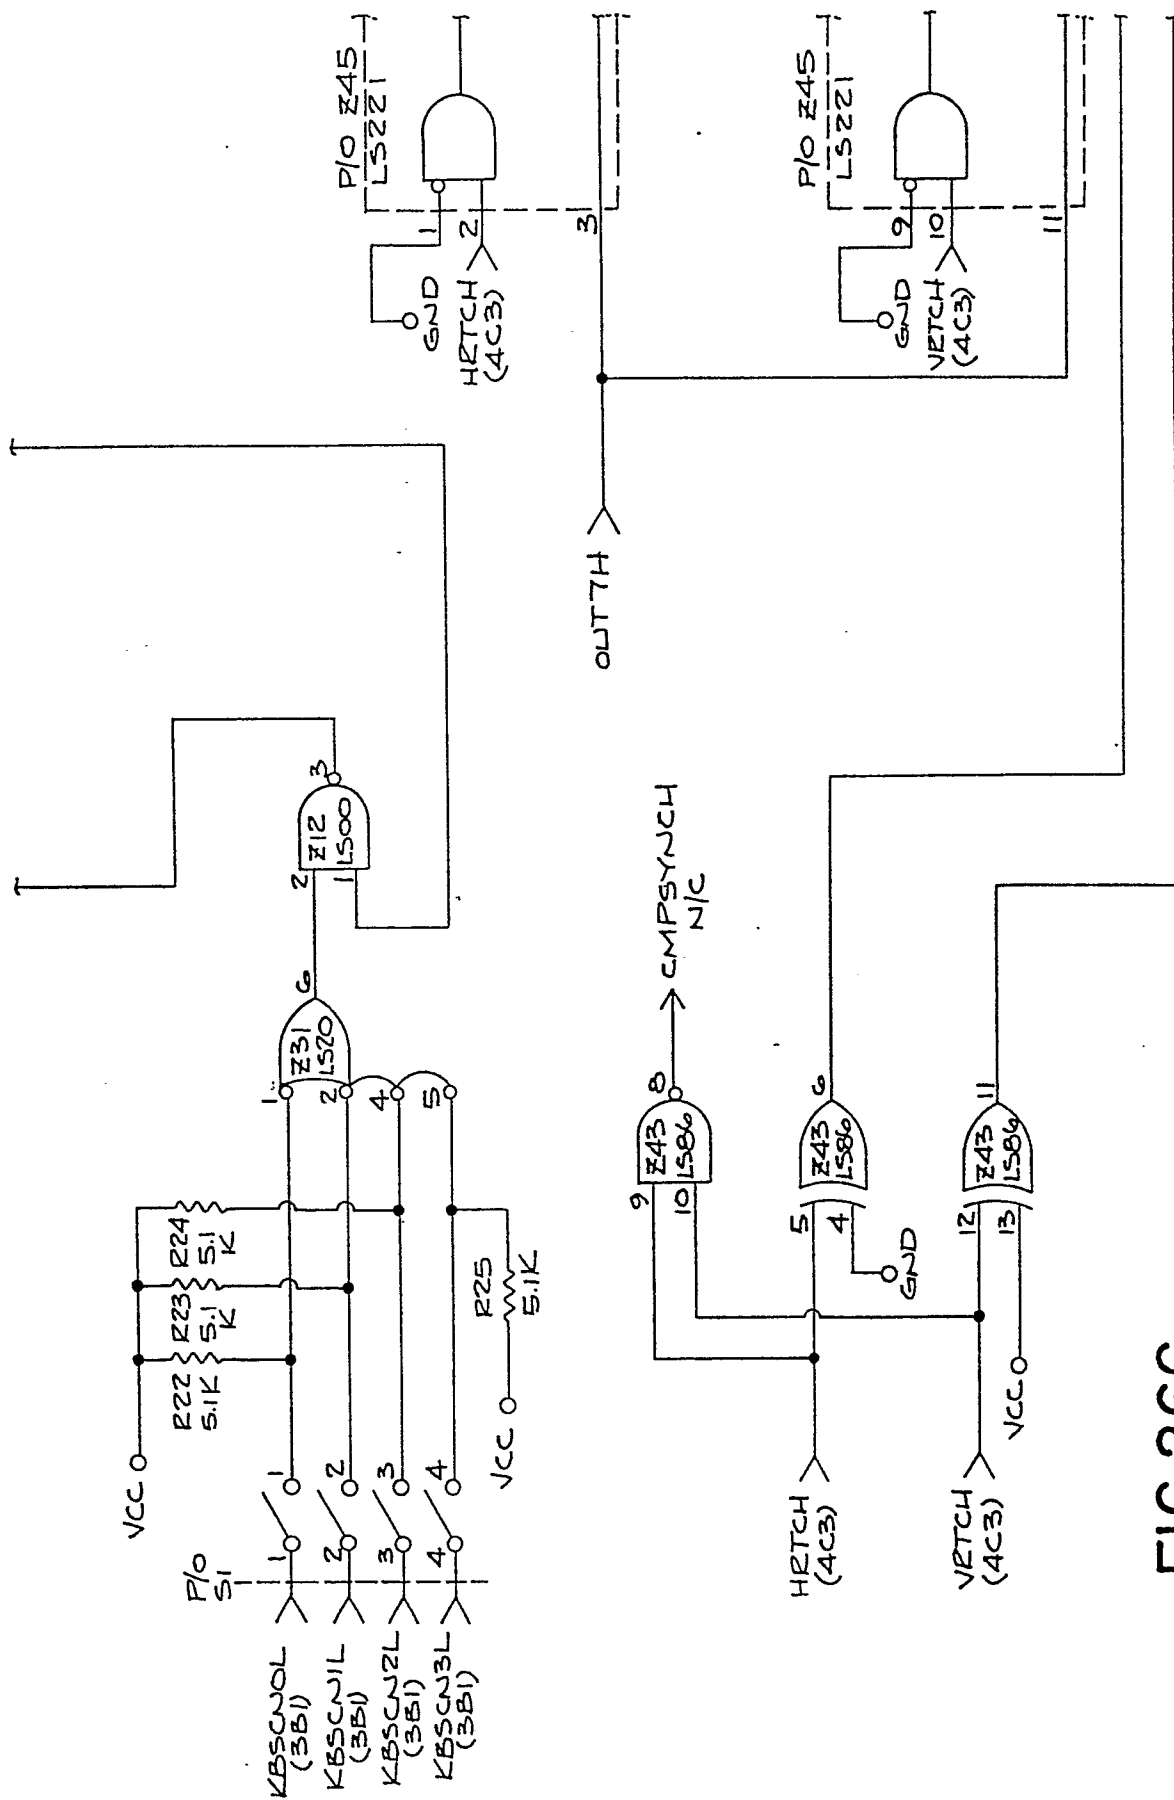 KBSCN0L
(3B1)
KBSCN1L
(3B1)
KBSCN2L
(3B1)
KBSCN3L
(3B1)
P/O
S1
1
2
3
4
1
2
3
4
VCC
R22
5.1K
R23
5.1
K
R24
5.1
K
VCC
R25
5.1K
1
2
4
5
Z31
LS20
6
2
1
Z12
LS00
3
OUT7H
P/O Z45
LS221
1
2
3
GND
HRTCH
(4C3)
P/O Z45
LS221
9
10
11
GND
VRTCH
(4C3)
9
10
Z43
LS86
8
CMPSYNCH
N/C
HRTCH
(4C3)
5
4
GND
Z43
LS86
6
VRTCH
(4C3)
VCC
12
13
Z43
LS86
11